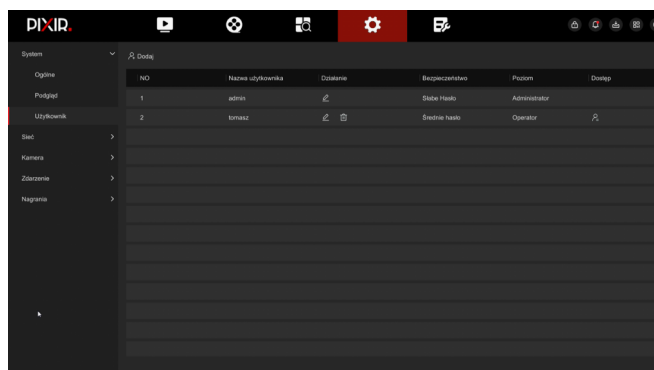 PIXIR.
System
Ogólne
Podgląd
Użytkownik
Sieć
Kamera
Zdarzenie
Nagrania
Dodaj
NO Nazwa użytkownika Działanie Bezpieczeństwo Poziom Dostęp
1 admin Słabe Hasło Administrator
2 tomasz Średnie hasło Operator